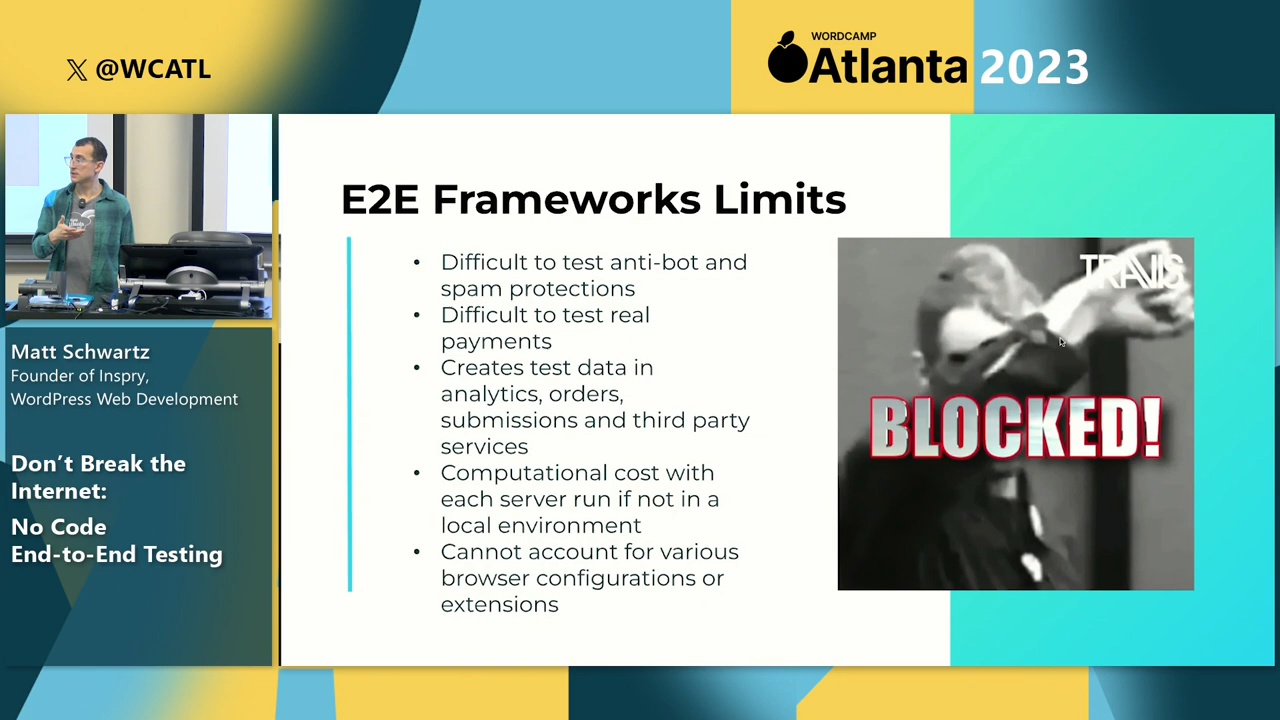 𝕏 @WCATL
WORDCAMP
Atlanta 2023
Matt Schwartz
Founder of Inspry,
WordPress Web Development
Don’t Break the
Internet:
No Code
End-to-End Testing
E2E Frameworks Limits
• Difficult to test anti-bot and
spam protections
• Difficult to test real
payments
• Creates test data in
analytics, orders,
submissions and third party
services
• Computational cost with
each server run if not in a
local environment
• Cannot account for various
browser configurations or
extensions
TRAVIS
BLOCKED!